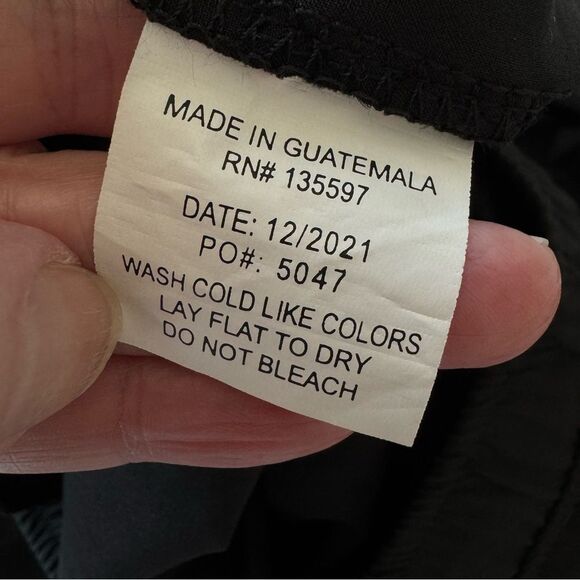 MADE IN GUATEMALA
RN# 135597
DATE: 12/2021
PO#: 5047
WASH COLD LIKE COLORS
LAY FLAT TO DRY
DO NOT BLEACH